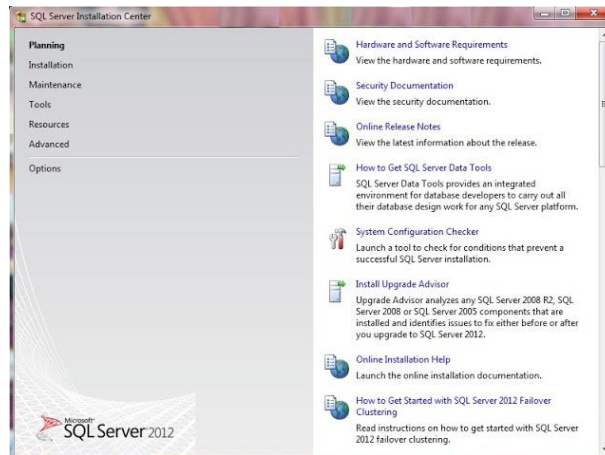 SQL Server Installation Center
Planning
Installation
Maintenance
Tools
Resources
Advanced
Options
Hardware and Software Requirements
View the hardware and software requirements.
Security Documentation
View the security documentation.
Online Release Notes
View the latest information about the release.
How to Get SQL Server Data Tools
SQL Server Data Tools provides an integrated
environment for database developers to carry out all
their database design work for any SQL Server platform.
System Configuration Checker
Launch a tool to check for conditions that prevent a
successful SQL Server installation.
Install Upgrade Advisor
Upgrade Advisor analyzes any SQL Server 2008 R2, SQL
Server 2008 or SQL Server 2005 components that are
installed and identifies issues to fix either before or after
you upgrade to SQL Server 2012.
Online Installation Help
Launch the online installation documentation.
How to Get Started with SQL Server 2012 Failover
Clustering
Read instructions on how to get started with SQL Server
2012 failover clustering.
Microsoft
SQL Server 2012